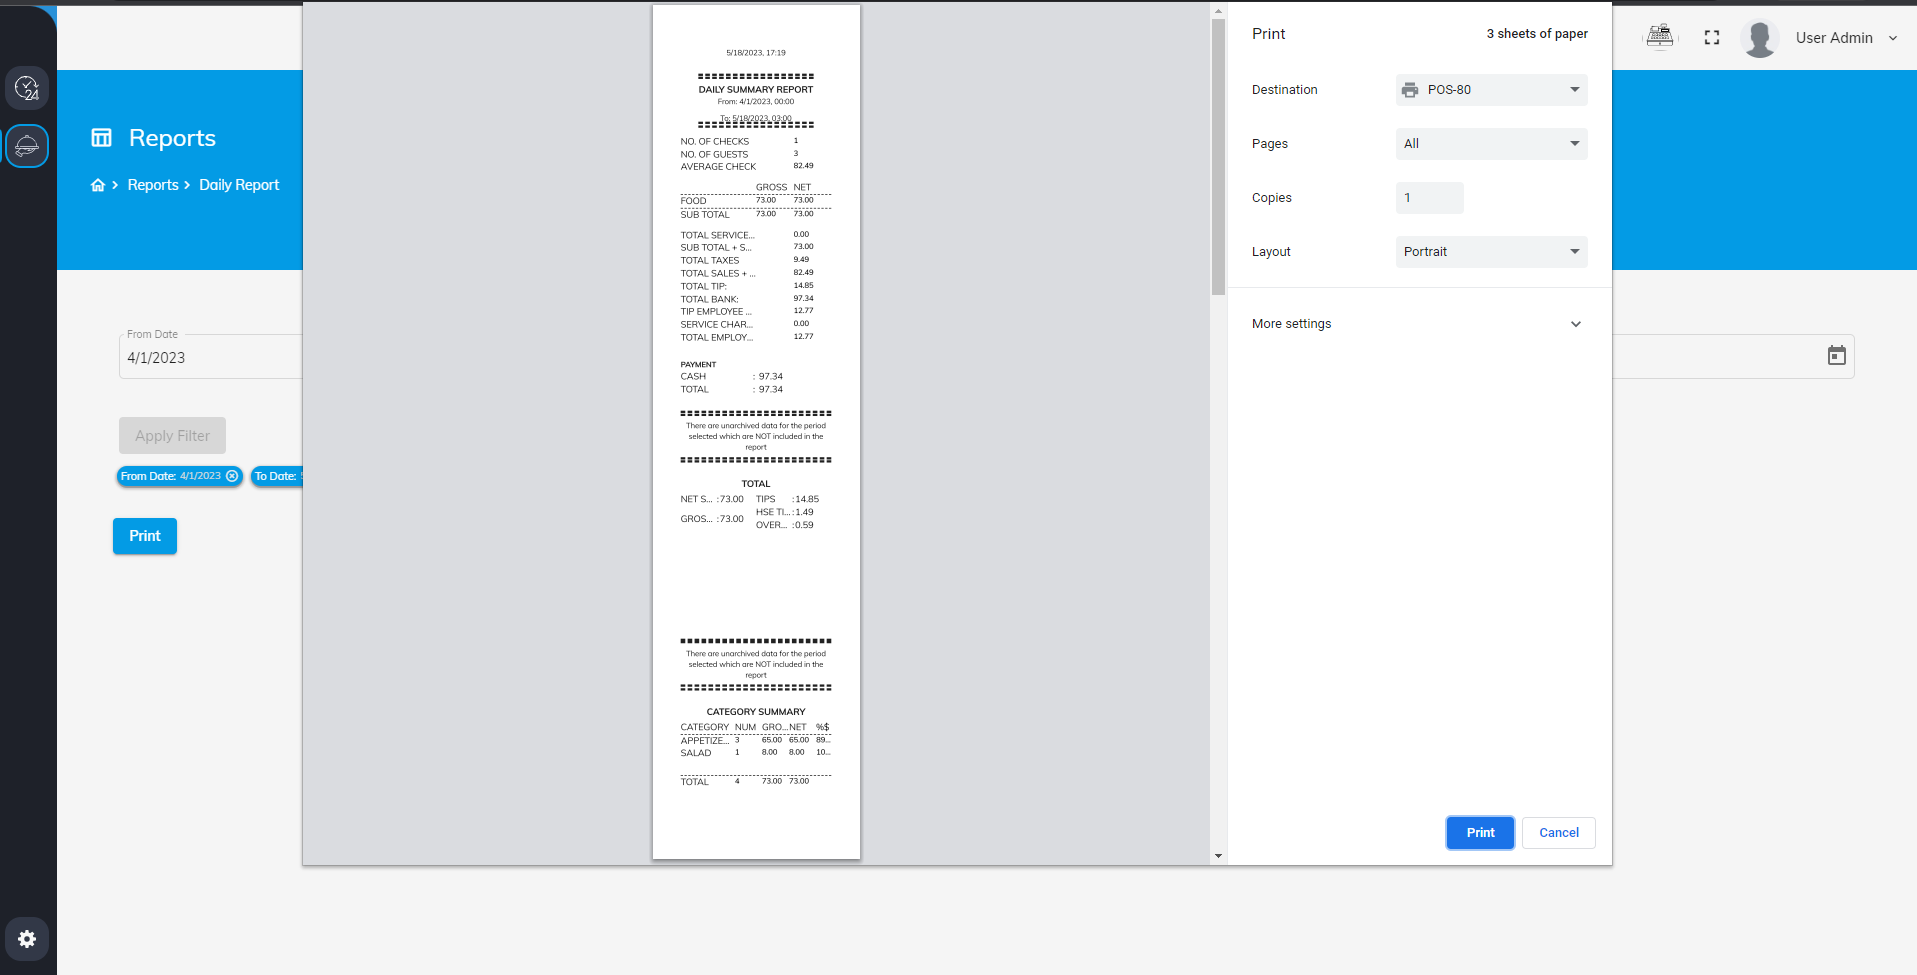 24
Reports
Reports > Daily Report
From Date
4/1/2023
Apply Filter
From Date: 4/1/2023
To Date:
Print
5/18/2023, 17:19
DAILY SUMMARY REPORT
From: 4/1/2023, 00:00
To: 5/18/2023, 03:00
NO. OF CHECKS 1
NO. OF GUESTS 3
AVERAGE CHECK 82.49
GROSS NET
FOOD 73.00 73.00
SUB TOTAL 73.00 73.00
TOTAL SERVICE... 0.00
SUB TOTAL + S... 73.00
TOTAL TAXES 9.49
TOTAL SALES + ... 82.49
TOTAL TIP: 14.85
TOTAL BANK: 97.34
TIP EMPLOYEE ... 12.77
SERVICE CHAR... 0.00
TOTAL EMPLOY... 12.77
PAYMENT
CASH : 97.34
TOTAL : 97.34
There are unarchived data for the period
selected which are NOT included in the
report
TOTAL
NET S... :73.00 TIPS :14.85
HSE TI... :1.49
GROS... :73.00
OVER... :0.59
There are unarchived data for the period
selected which are NOT included in the
report
CATEGORY SUMMARY
CATEGORY NUM GRO... NET %$
APPETIZE... 3 65.00 65.00 89...
SALAD 1 8.00 8.00 10...
TOTAL 4 73.00 73.00
Print 3 sheets of paper
Destination POS-80
Pages All
Copies 1
Layout Portrait
More settings
Print Cancel
User Admin